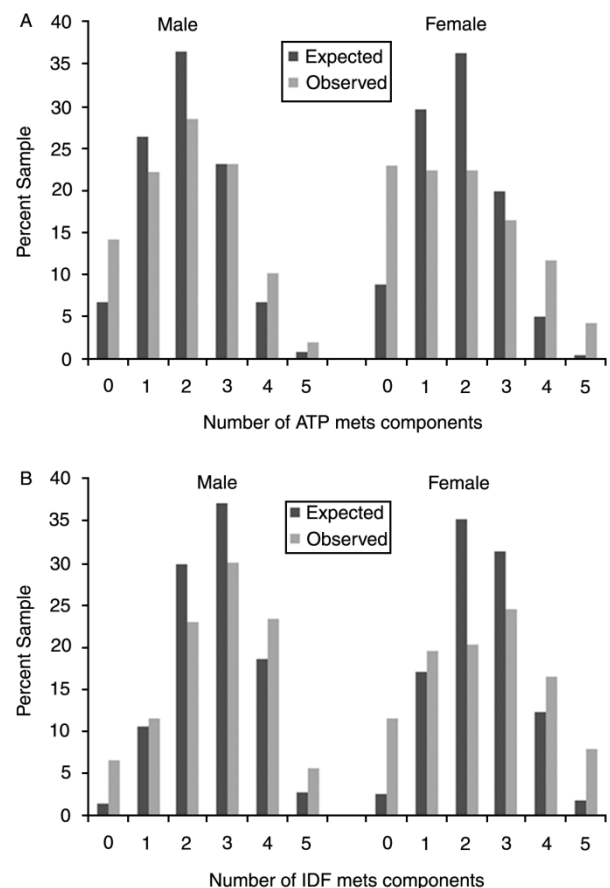 A
Male
Female
Expected
Observed
Percent Sample
40
35
30
25
20
15
10
5
0
0 1 2 3 4 5 0 1 2 3 4 5
Number of ATP mets components
B
Male
Female
Expected
Observed
Percent Sample
40
35
30
25
20
15
10
5
0
0 1 2 3 4 5 0 1 2 3 4 5
Number of IDF mets components